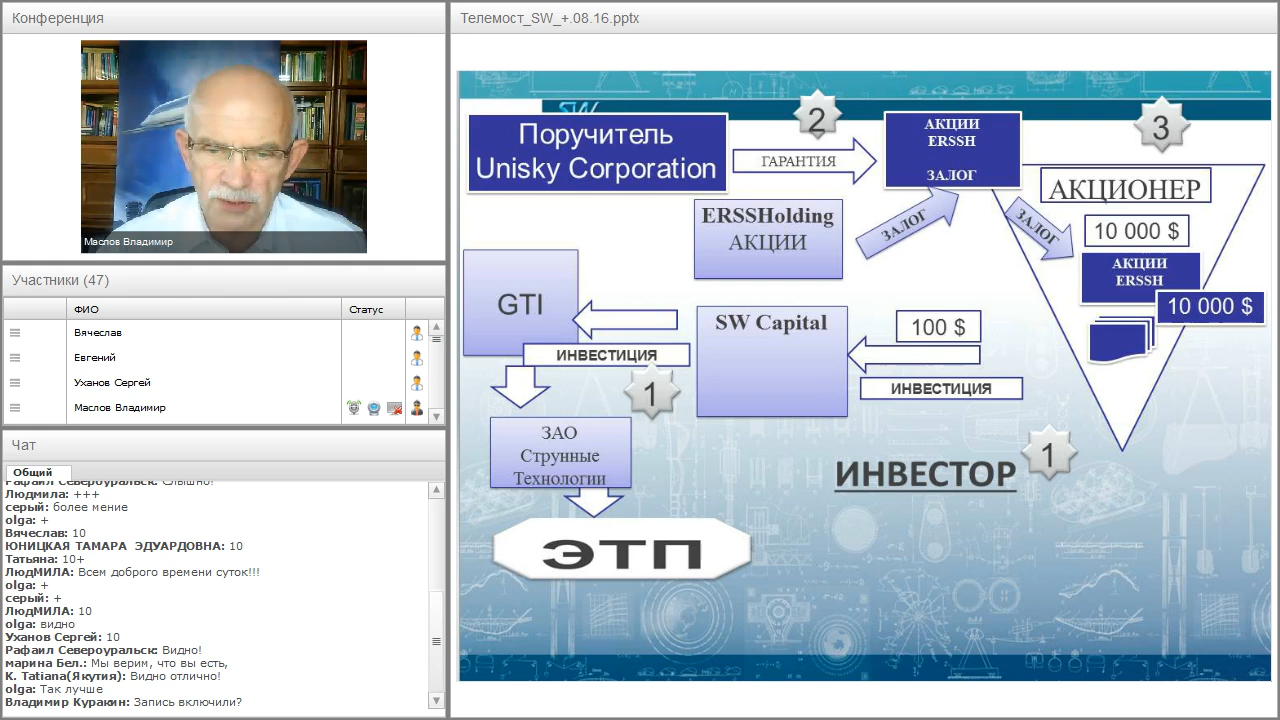 Конференция
Маслов Владимир
Участники (47)
ФИО
Статус
Вячеслав
Евгений
Уханов Сергей
Маслов Владимир
Чат
Общий
Рафаил Североуральск: Слышно!
Людмила: +++
серый: более мение
olga: +
Вячеслав: 10
ЮНИЦКАЯ ТАМАРА ЭДУАРДОВНА: 10
Татьяна: 10+
ЛюдМИЛА: Всем доброго времени суток!!!
olga: +
серый: +
ЛюдМИЛА: 10
olga: видно
Уханов Сергей: 10
Рафаил Североуральск: Видно!
марина Бел.: Мы верим, что вы есть,
К. Tatiana(Якутия): Видно отлично!
olga: Так лучше
Владимир Куракин: Запись включили?
Телемост_SW_+.08.16.pptx
SW
Поручитель
Unisky Corporation
2
ГАРАНТИЯ
АКЦИИ
ERSSH
ЗАЛОГ
3
АКЦИОНЕР
ERSSHolding
АКЦИИ
ЗАЛОГ
ЗАЛОГ
10 000 $
АКЦИИ
ERSSH
10 000 $
GTI
ИНВЕСТИЦИЯ
1
SW Capital
100 $
ИНВЕСТИЦИЯ
ЗАО
Струнные
Технологии
ИНВЕСТОР
1
ЭТП